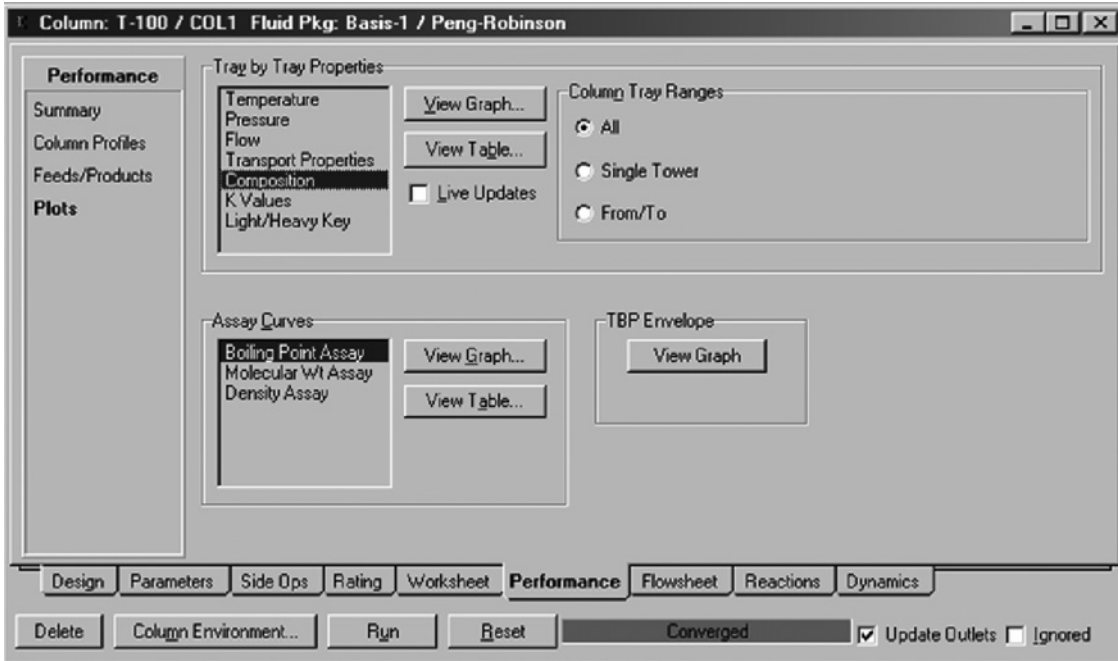 Column: T-100 / COL1 Fluid Pkg: Basis-1 / Peng-Robinson
Performance
Summary
Column Profiles
Feeds/Products
Plots
Tray by Tray Properties
Temperature
Pressure
Flow
Transport Properties
Composition
K Values
Light/Heavy Key
View Graph...
View Table...
Live Updates
Column Tray Ranges
All
Single Tower
From/To
Assay Curves
Boiling Point Assay
Molecular Wt Assay
Density Assay
View Graph...
View Table...
TBP Envelope
View Graph
Design Parameters Side Ops Rating Worksheet Performance Flowsheet Reactions Dynamics
Delete Column Environment... Run Reset Converged Update Outlets Ignored